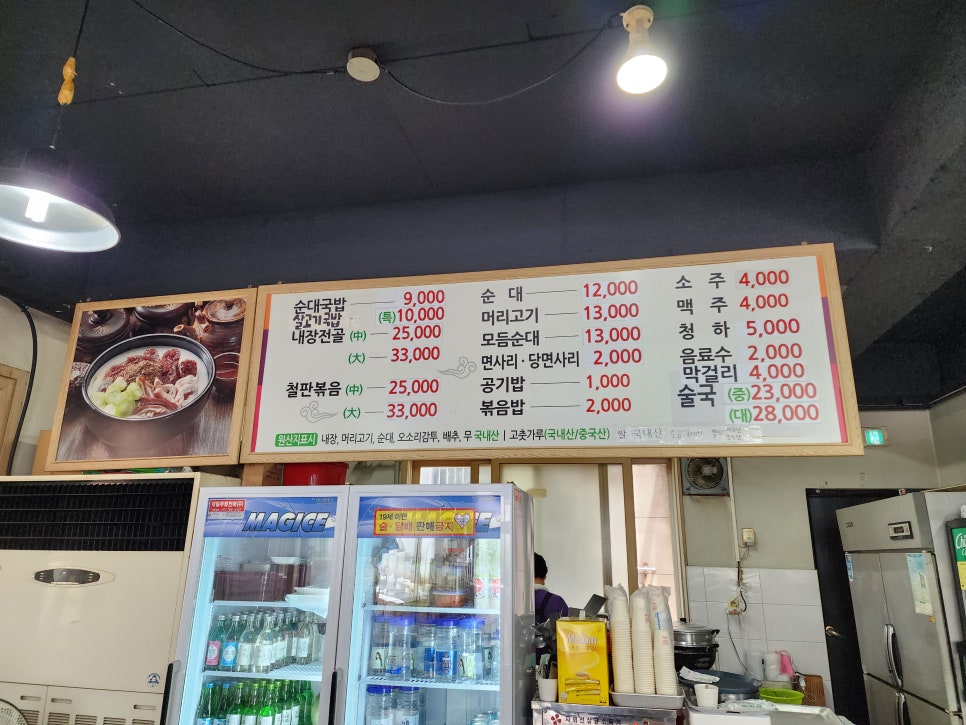 순대국밥 9,000
살고기국밥 (특)10,000
내장전골 (中) 25,000
(大) 33,000
철판볶음 (中) 25,000
(大) 33,000
순 대 12,000
머리고기 13,000
모듬순대 13,000
면사리·당면사리 2,000
공기밥 1,000
볶음밥 2,000
소 주 4,000
맥 주 4,000
청 하 5,000
음료수 2,000
막걸리 4,000
술국 (중)23,000
(대)28,000
원산지표시 내장, 머리고기, 순대, 오소리감투, 배추, 무 국내산 | 고춧가루(국내산/중국산) 쌀 국내산
MAGICE
19세 미만
술·담배 판매금지